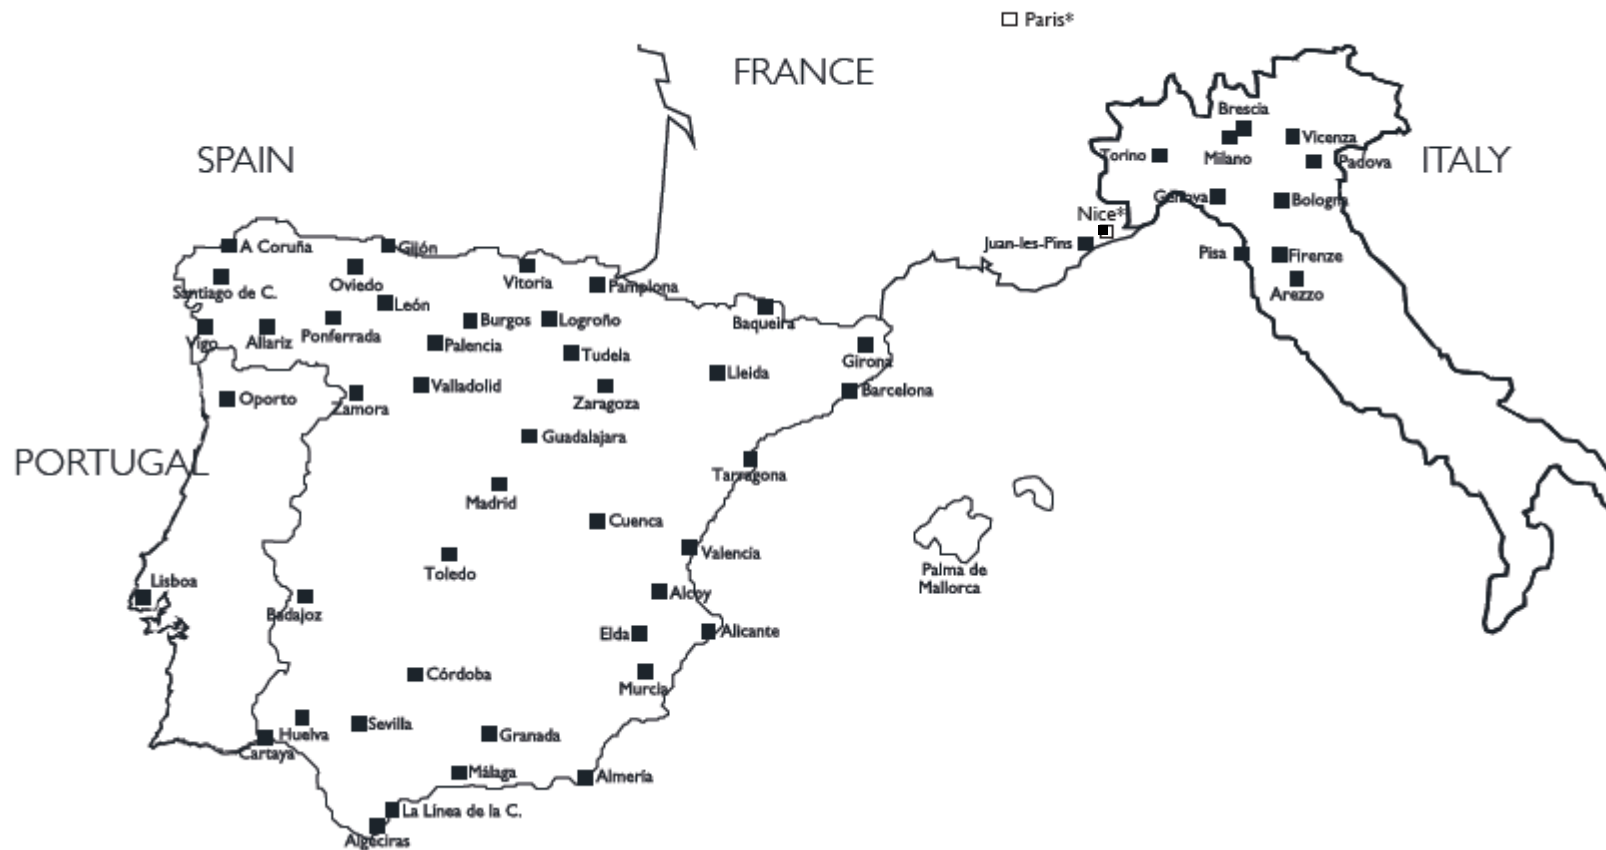 Paris*
FRANCE
SPAIN
ITALY
PORTUGAL
Brescia
Vicenza
Torino
Milano
Padova
Genova
Bologna
Nice*
Juan-les-Pins
Pisa
Firenze
Arezzo
A Coruña
Gijón
Santiago de C.
Oviedo
Vitoria
Pamplona
León
Baqueira
Vigo
Allariz
Ponferrada
Burgos
Logroño
Palencia
Tudela
Girona
Lleida
Oporto
Zamora
Valladolid
Zaragoza
Barcelona
Guadalajara
Tarragona
Madrid
Cuenca
Valencia
Toledo
Palma de
Mallorca
Lisboa
Badajoz
Alcoy
Elda
Alicante
Córdoba
Murcia
Huelva
Sevilla
Granada
Cartaya
Málaga
Almería
La Línea de la C.
Algeciras